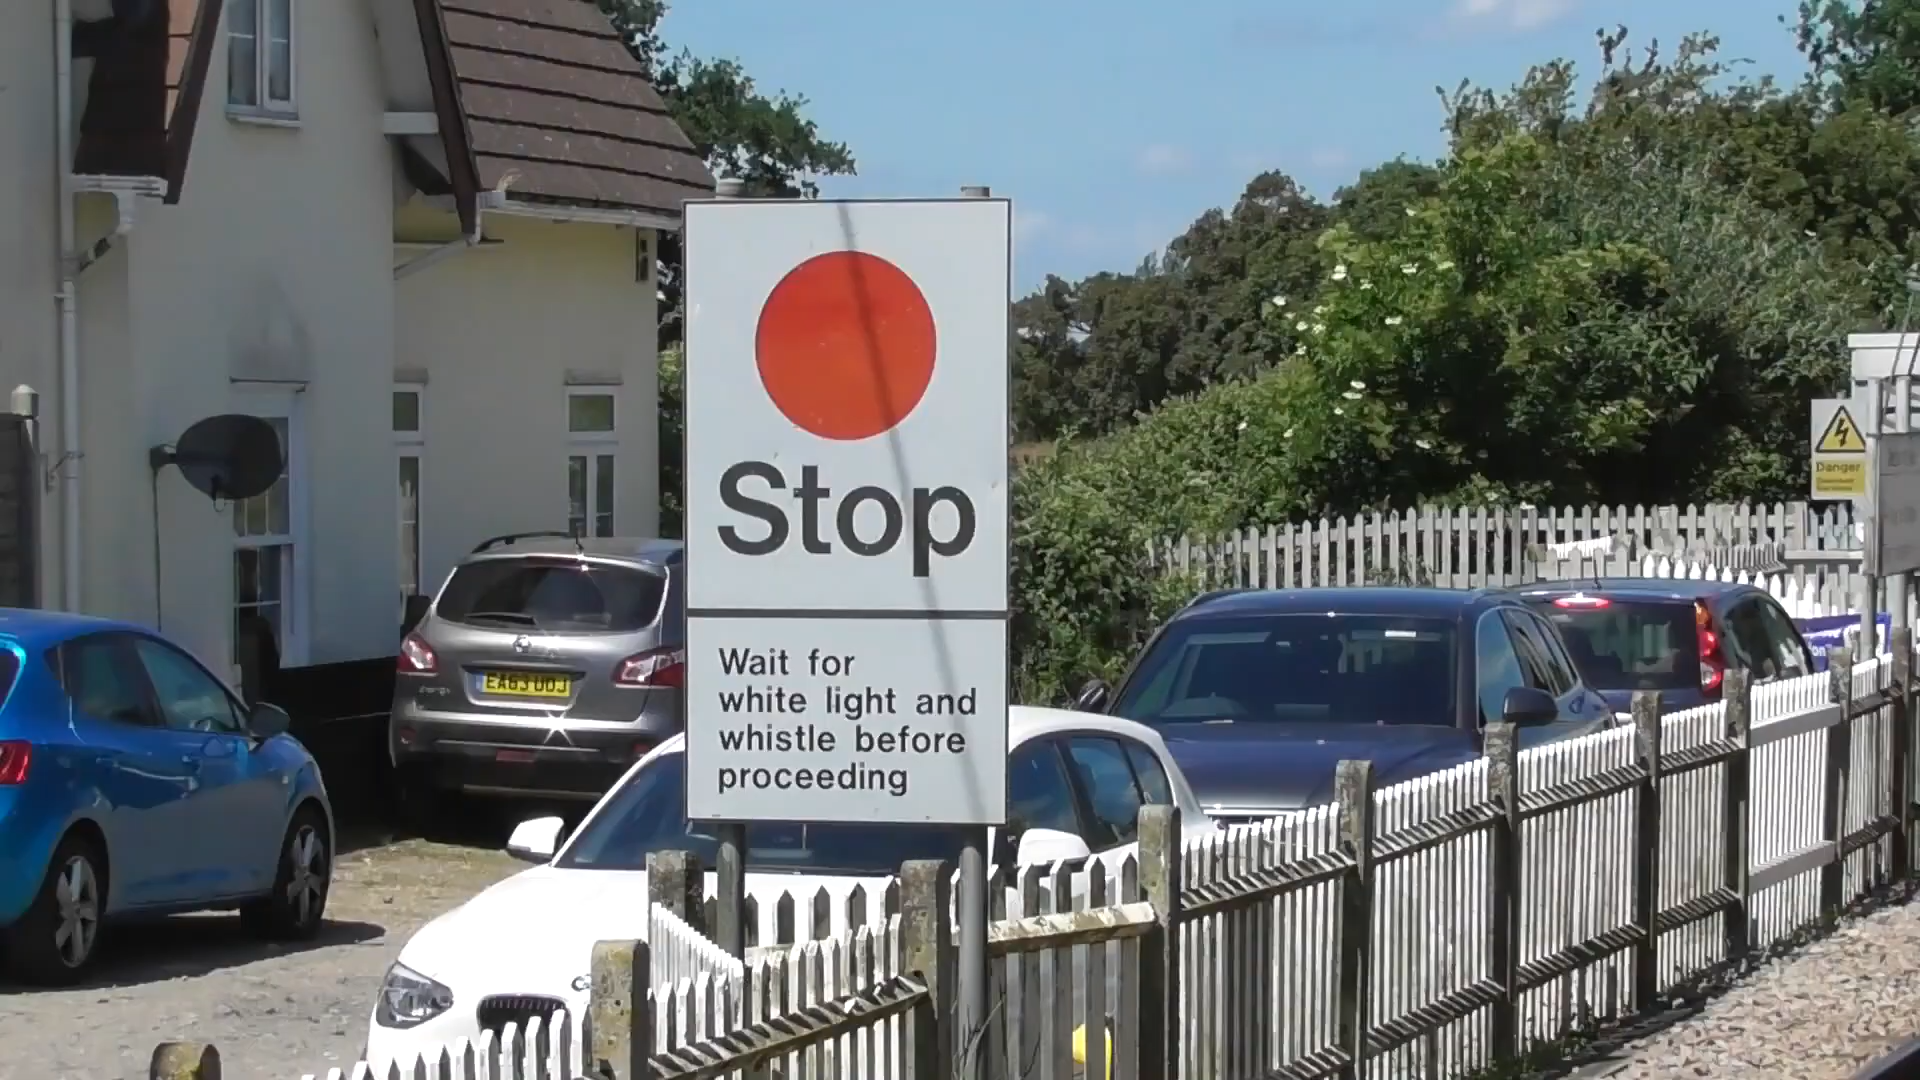 Stop
Wait for
white light and
whistle before
proceeding
EA63 UOJ
Danger